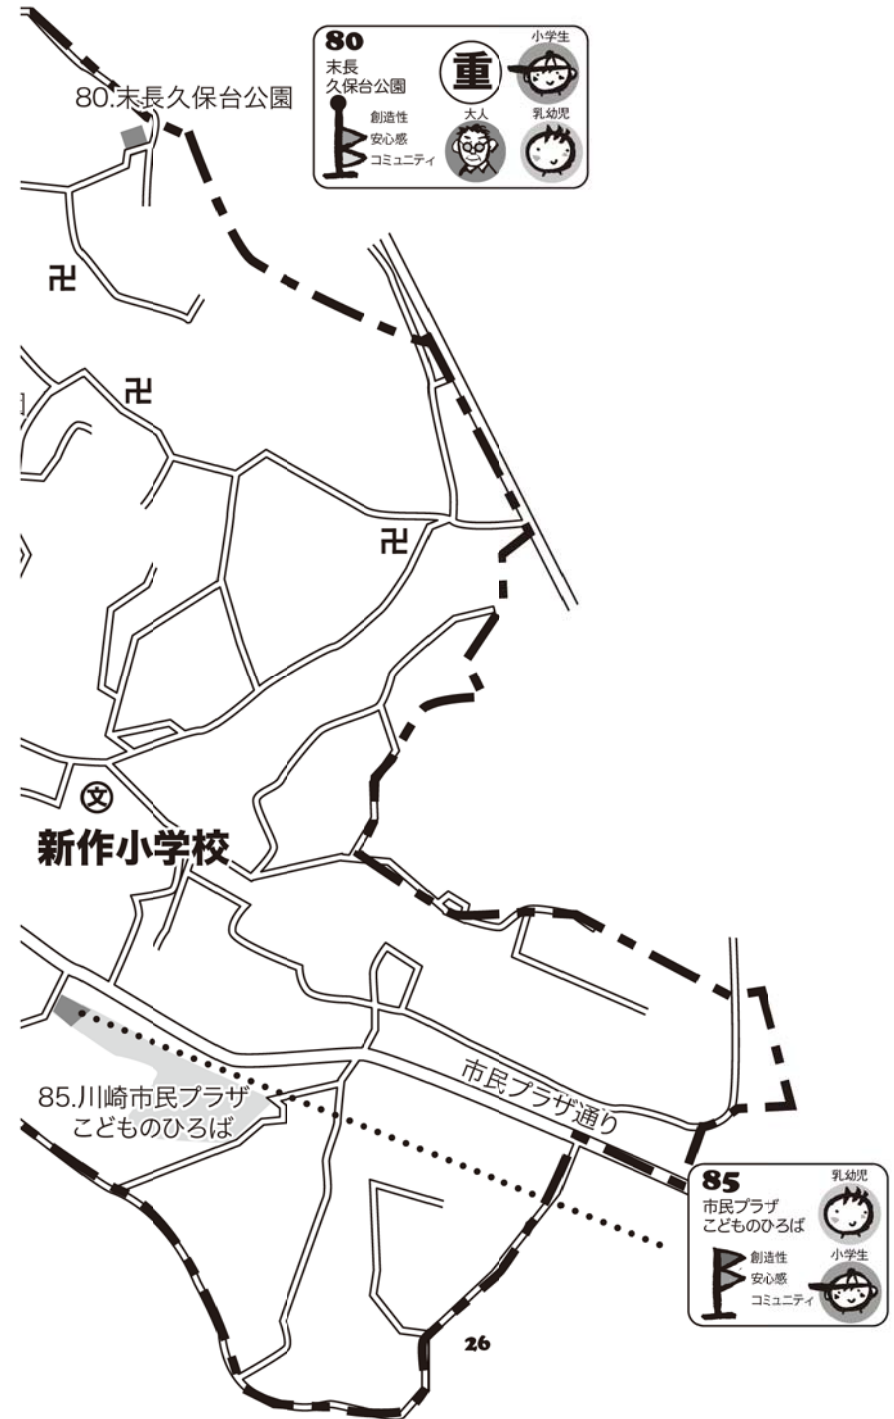 80
末長
久保台公園
重
小学生
大人
乳幼児
創造性
安心感
コミュニティ
80.末長久保台公園
文
新作小学校
市民プラザ通り
85.川崎市民プラザ
こどものひろば
85
市民プラザ
こどものひろば
乳幼児
小学生
創造性
安心感
コミュニティ
26